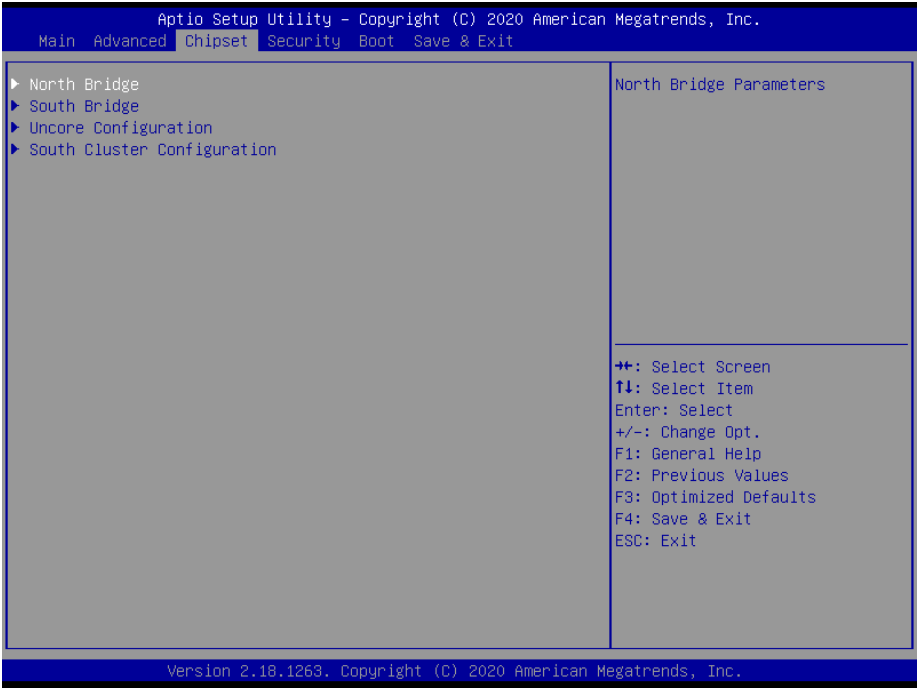 Aptio Setup Utility – Copyright (C) 2020 American Megatrends, Inc.
Main Advanced Chipset Security Boot Save & Exit
▶ North Bridge
▶ South Bridge
▶ Uncore Configuration
▶ South Cluster Configuration
North Bridge Parameters
→←: Select Screen
↑↓: Select Item
Enter: Select
+/-: Change Opt.
F1: General Help
F2: Previous Values
F3: Optimized Defaults
F4: Save & Exit
ESC: Exit
Version 2.18.1263. Copyright (C) 2020 American Megatrends, Inc.